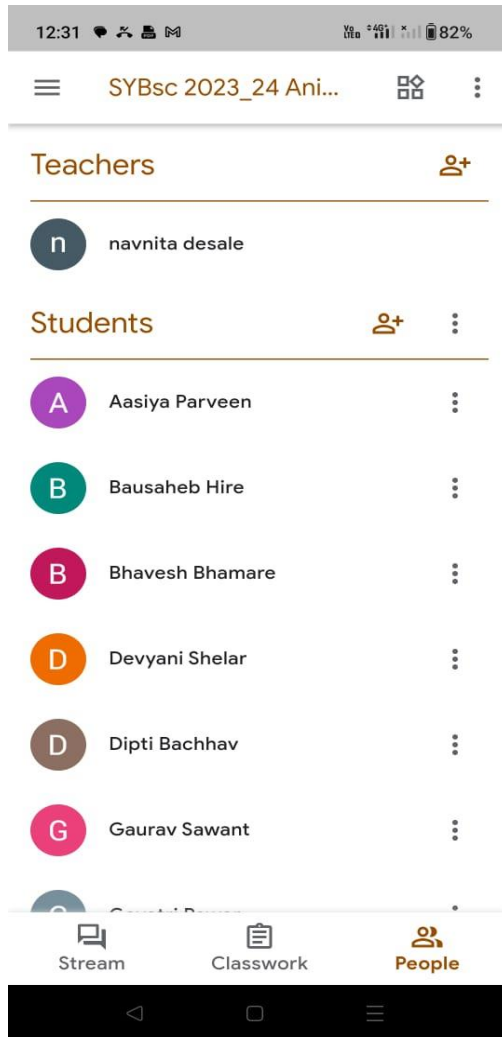 12:31
82%
SYBsc 2023_24 Ani...
Teachers
n
navnita desale
Students
A
Aasiya Parveen
B
Bausaheb Hire
B
Bhavesh Bhamare
D
Devyani Shelar
D
Dipti Bachhav
G
Gaurav Sawant
Stream
Classwork
People